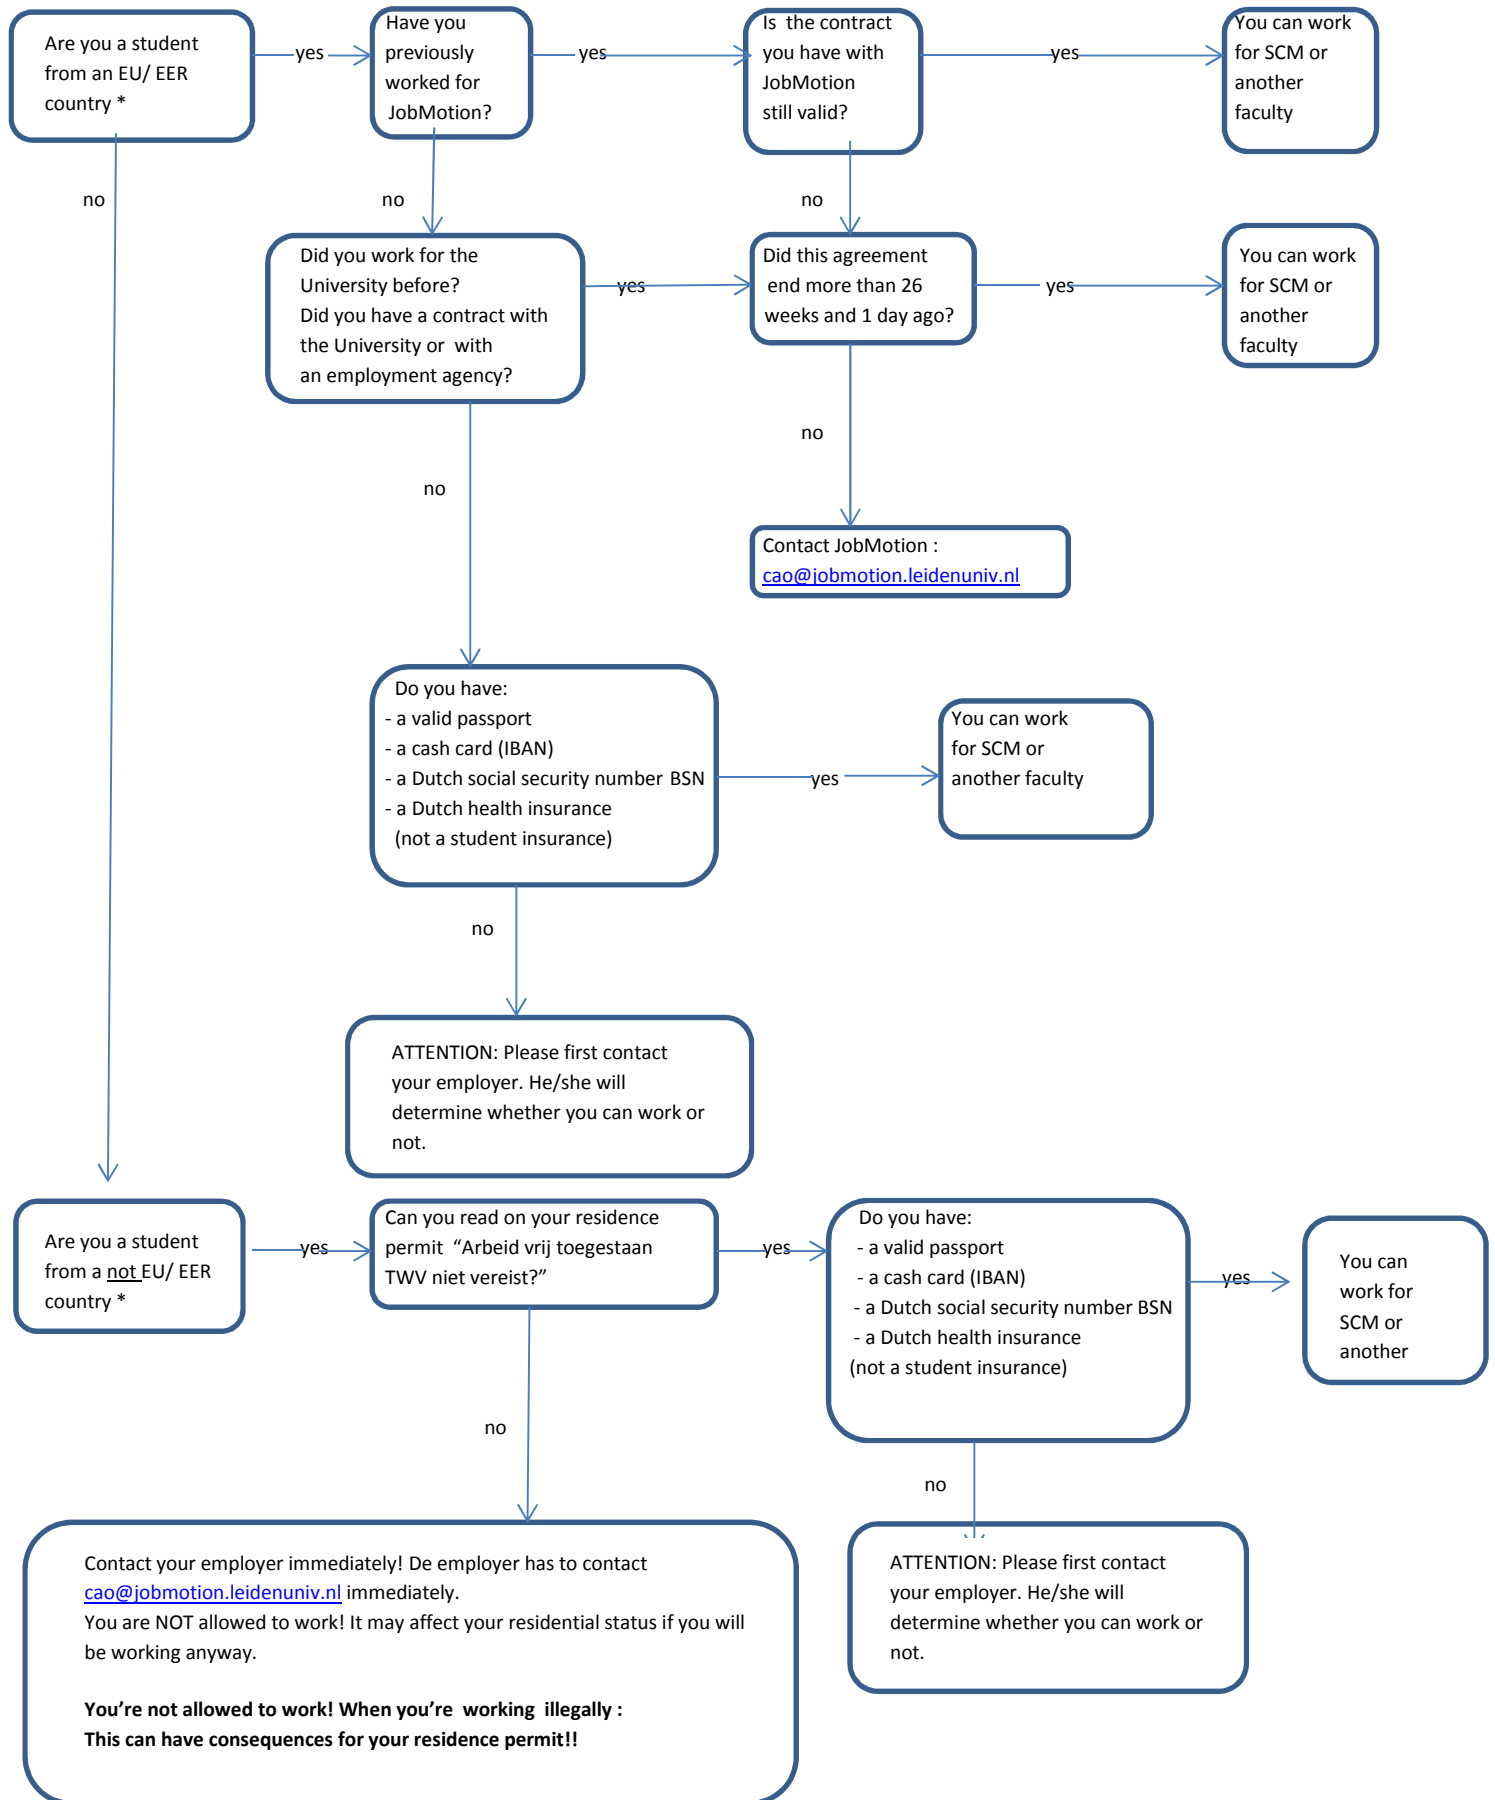 Are you a student
from an EU/ EER
country *
yes
Have you
previously
worked for
JobMotion?
yes
Is the contract
you have with
JobMotion
still valid?
yes
You can work
for SCM or
another
faculty
no
no
no
Did you work for the
University before?
Did you have a contract with
the University or with
an employment agency?
yes
Did this agreement
end more than 26
weeks and 1 day ago?
yes
You can work
for SCM or
another
faculty
no
no
Contact JobMotion :
cao@jobmotion.leidenuniv.nl
Do you have:
- a valid passport
- a cash card (IBAN)
- a Dutch social security number BSN
- a Dutch health insurance
(not a student insurance)
yes
You can work
for SCM or
another faculty
no
ATTENTION: Please first contact
your employer. He/she will
determine whether you can work or
not.
Are you a student
from a not EU/ EER
country *
yes
Can you read on your residence
permit “Arbeid vrij toegestaan
TWV niet vereist?”
yes
Do you have:
- a valid passport
- a cash card (IBAN)
- a Dutch social security number BSN
- a Dutch health insurance
(not a student insurance)
yes
You can
work for
SCM or
another
no
no
Contact your employer immediately! De employer has to contact
cao@jobmotion.leidenuniv.nl immediately.
You are NOT allowed to work! It may affect your residential status if you will
be working anyway.
You’re not allowed to work! When you’re working illegally :
This can have consequences for your residence permit!!
ATTENTION: Please first contact
your employer. He/she will
determine whether you can work or
not.